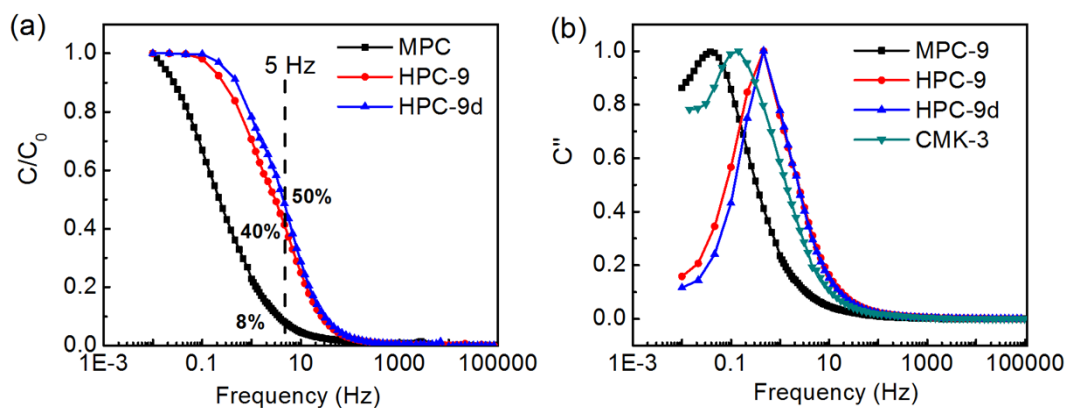 (a)
C/C0
1.0
0.8
0.6
0.4
0.2
0.0
5 Hz
MPC
HPC-9
HPC-9d
50%
40%
8%
1E-3 0.1 10 1000 100000
Frequency (Hz)
(b)
C"
1.0
0.8
0.6
0.4
0.2
0.0
MPC-9
HPC-9
HPC-9d
CMK-3
1E-3 0.1 10 1000 100000
Frequency (Hz)